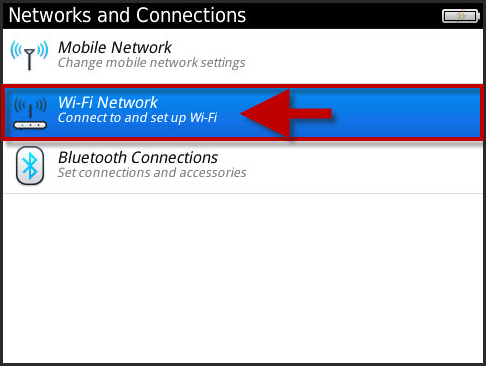 Networks and Connections
Mobile Network
Change mobile network settings
Wi-Fi Network
Connect to and set up Wi-Fi
Bluetooth Connections
Set connections and accessories